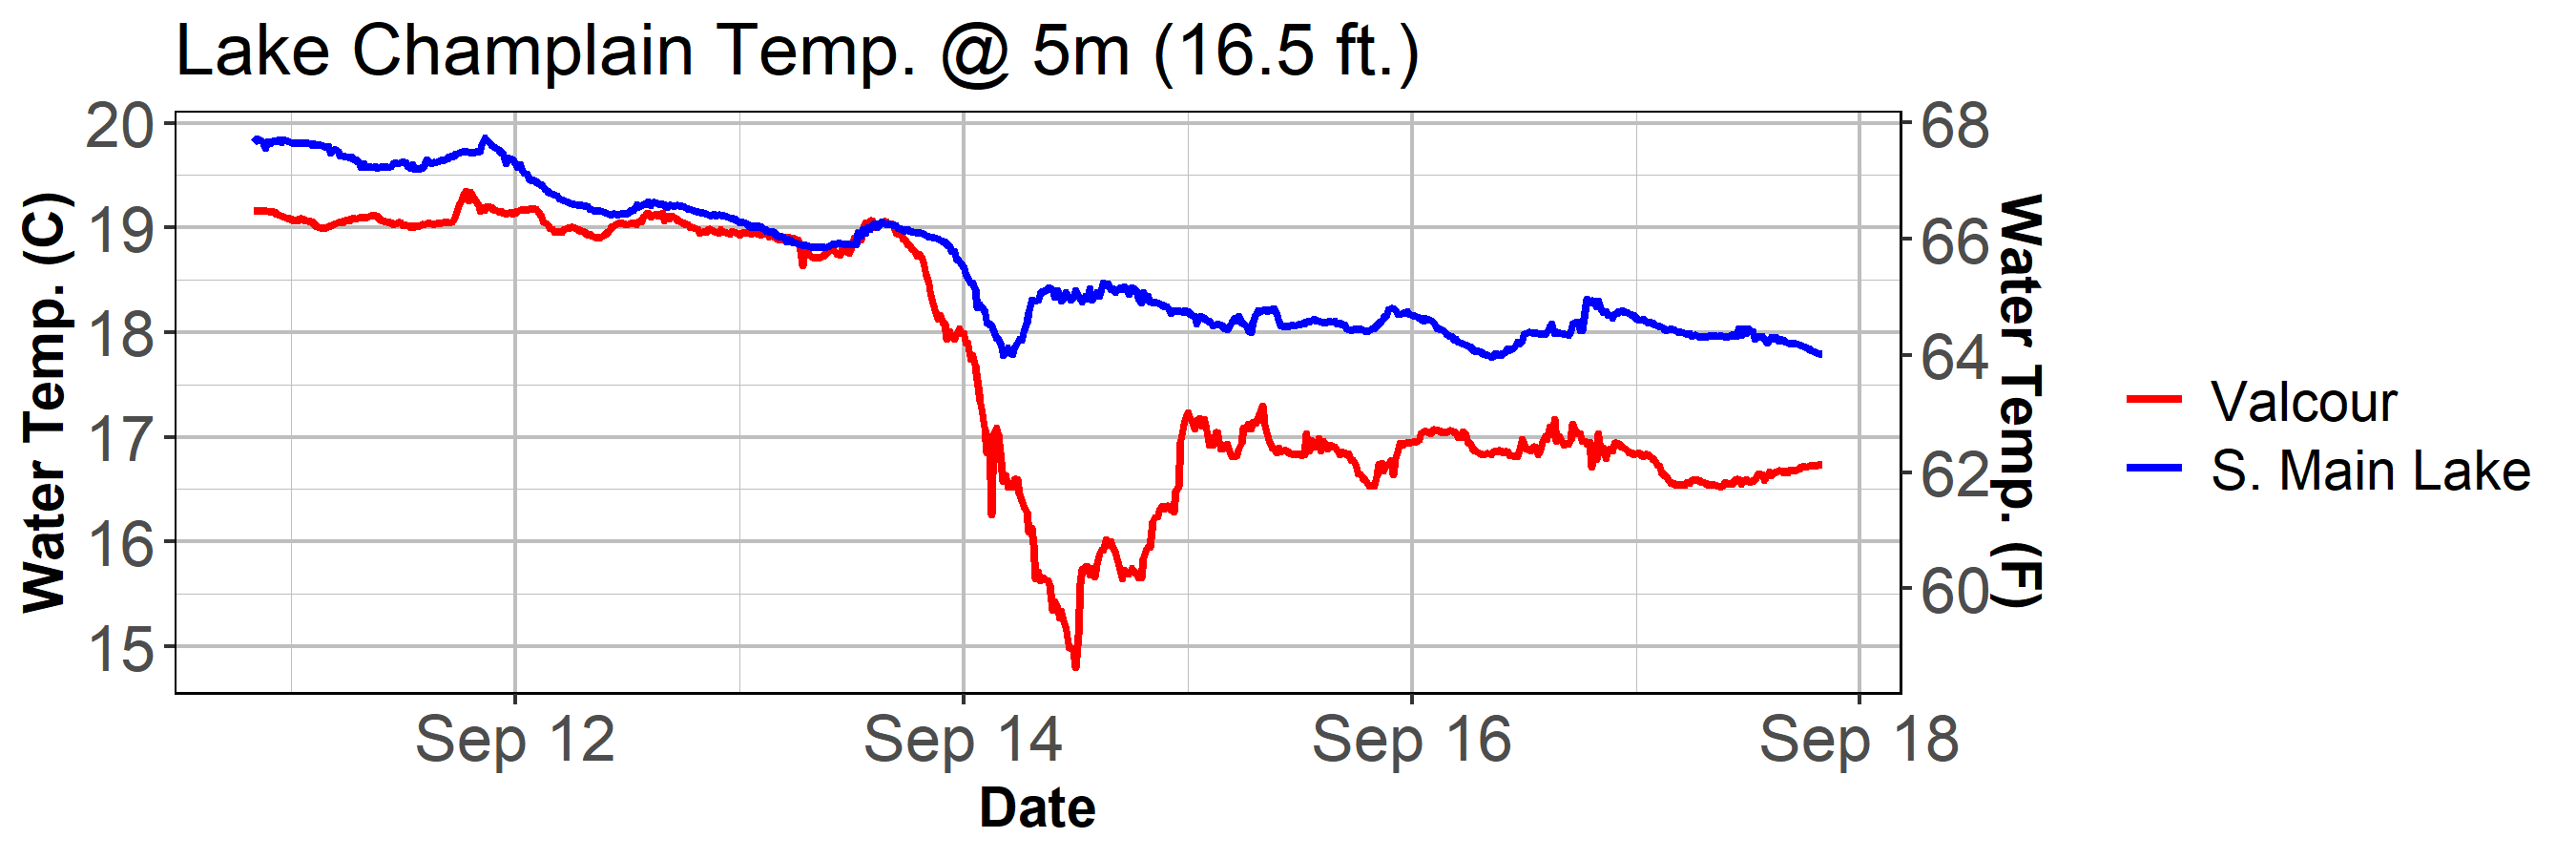 Lake Champlain Temp. @ 5m (16.5 ft.)
Water Temp. (C)
20
19
18
17
16
15
68
66
64
62
60
Water Temp. (F)
Sep 12
Sep 14
Sep 16
Sep 18
Date
Valcour
S. Main Lake